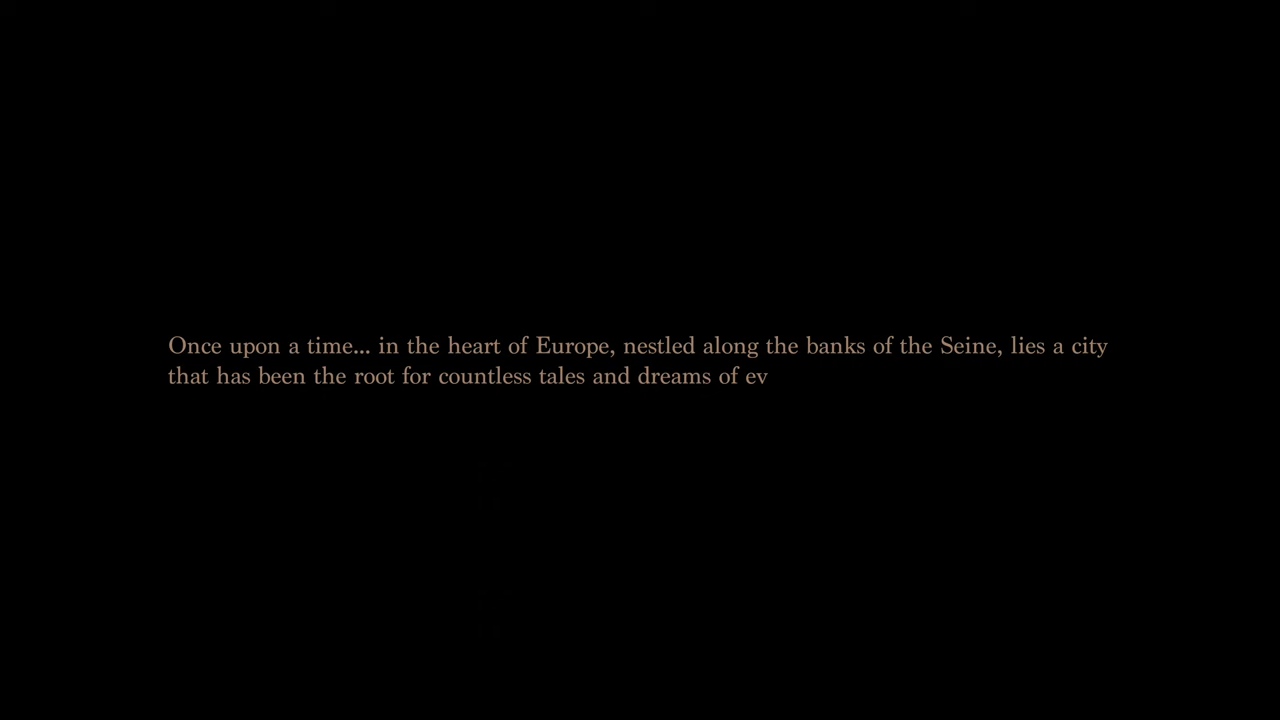 Once upon a time... in the heart of Europe, nestled along the banks of the Seine, lies a city
that has been the root for countless tales and dreams of ev